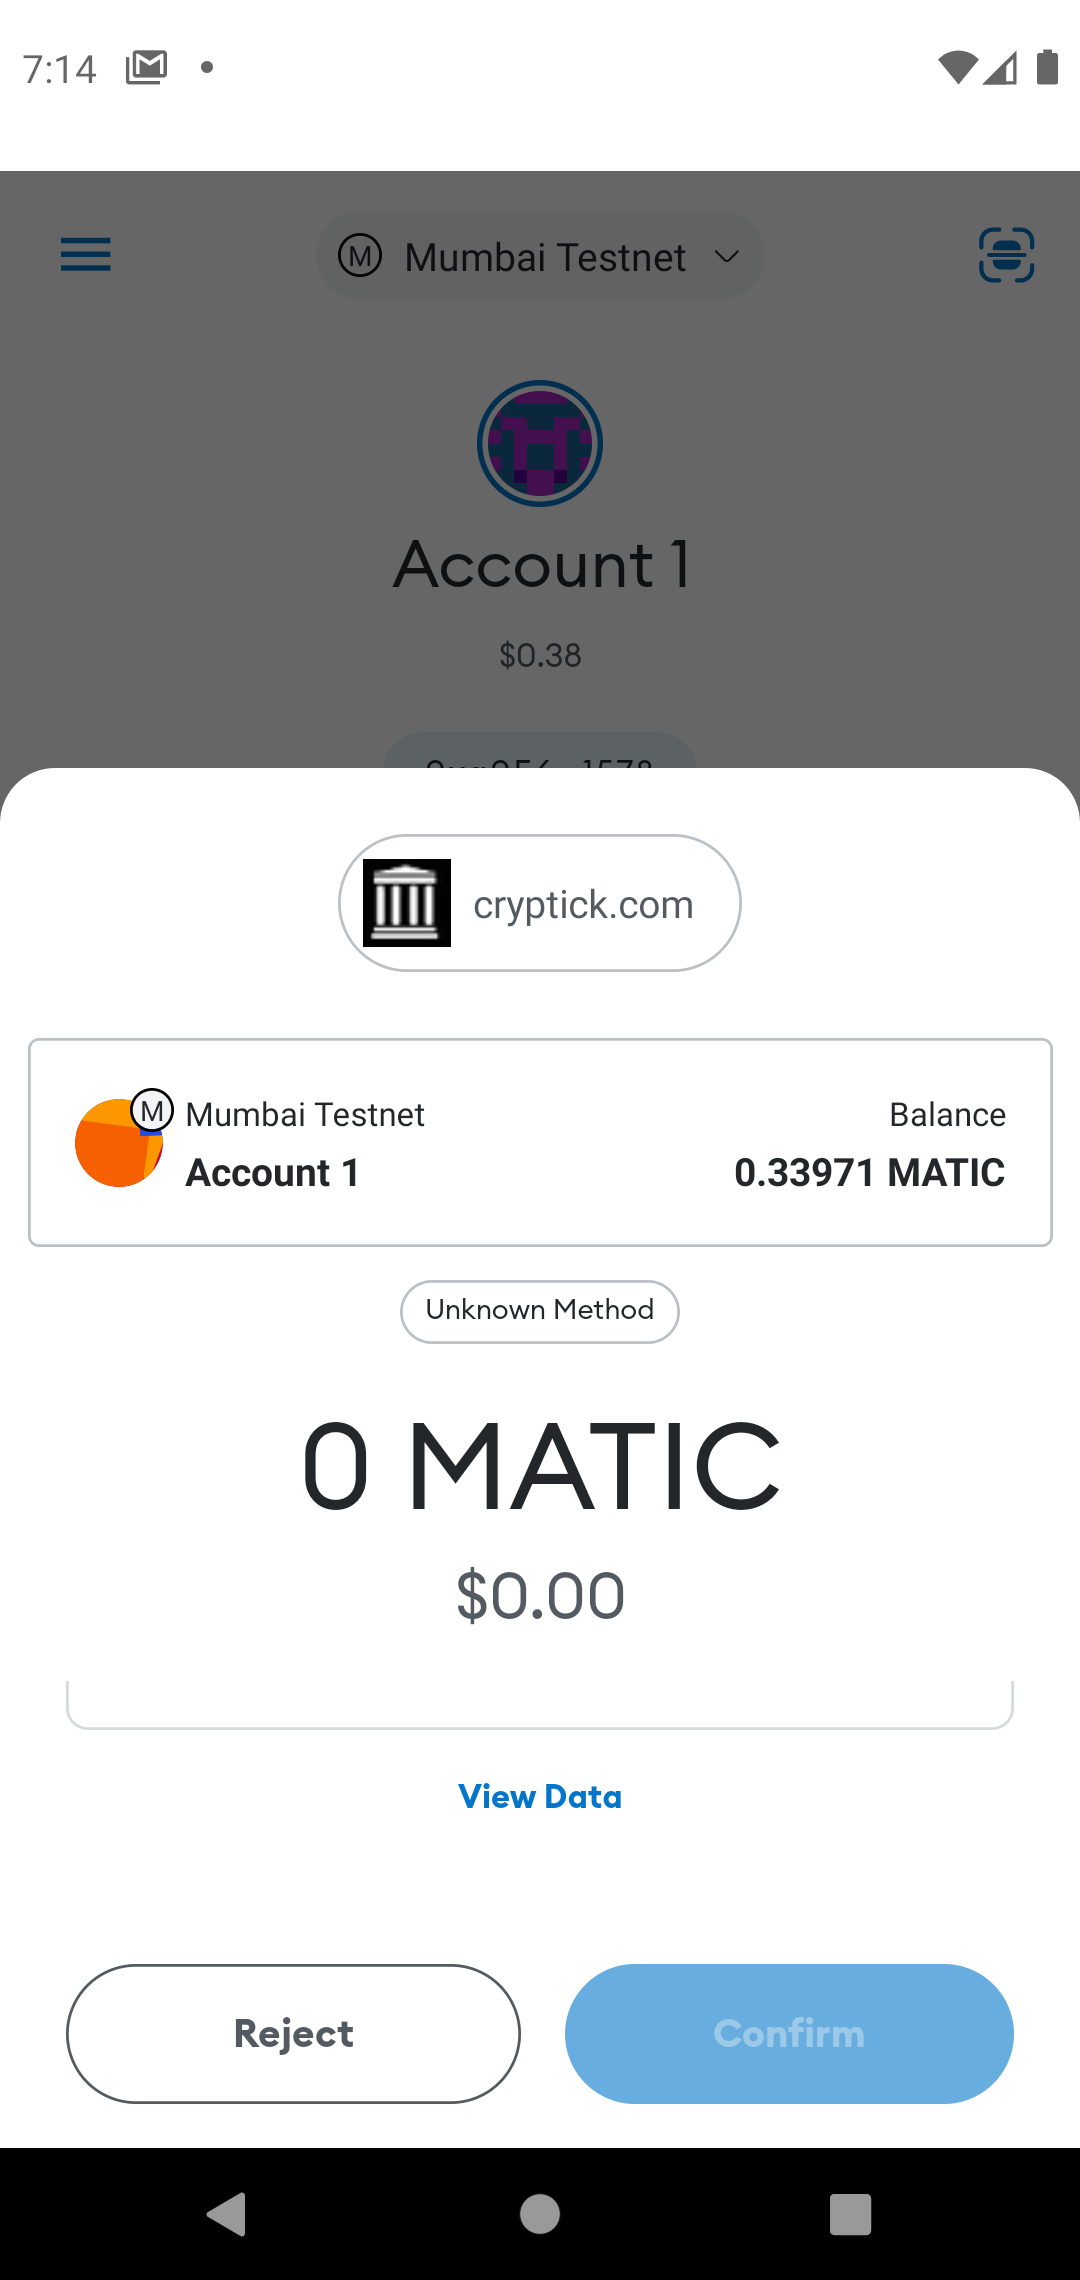 7:14
M Mumbai Testnet
Account 1
$0.38
cryptick.com
M Mumbai Testnet Balance
Account 1 0.33971 MATIC
Unknown Method
0 MATIC
$0.00
View Data
Reject Confirm